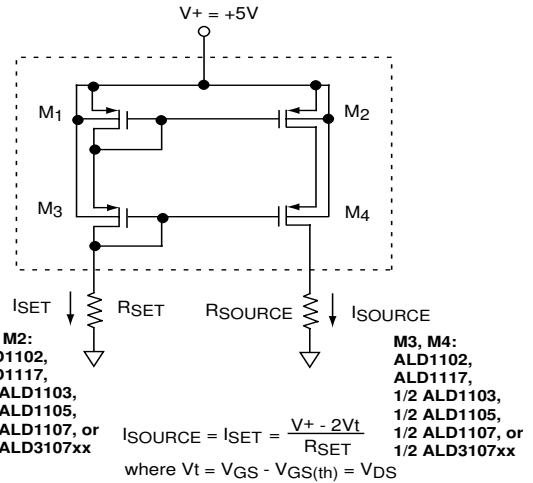 V+ = +5V
M1
M2
M3
M4
ISET
RSET
RSOURCE
ISOURCE
M2:
D1102,
D1117,
ALD1103,
ALD1105,
ALD1107, or
ALD3107xx
M3, M4:
ALD1102,
ALD1117,
1/2 ALD1103,
1/2 ALD1105,
1/2 ALD1107, or
1/2 ALD3107xx
ISOURCE = ISET = V+ - 2Vt
RSET
where Vt = VGS - VGS(th) = VDS